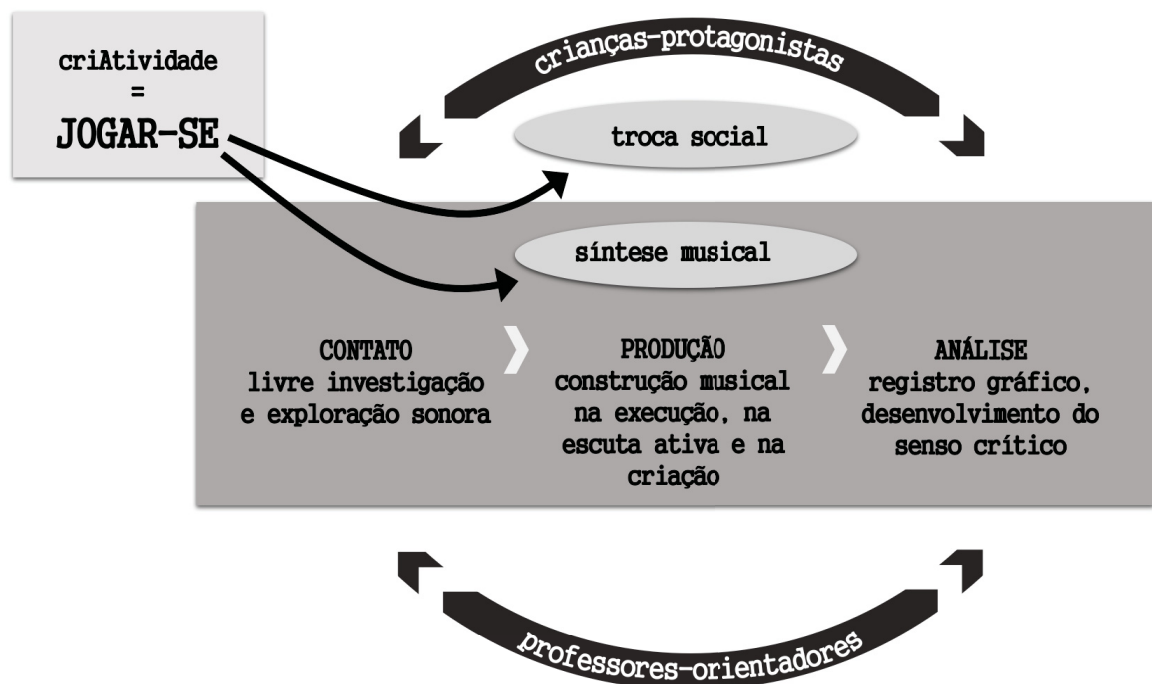 criAtividade
=
JOGAR-SE
crianças-protagonistas
troca social
síntese musical
CONTATO
livre investigação
e exploração sonora
PRODUÇÃO
construção musical
na execução, na
escuta ativa e na
criação
ANÁLISE
registro gráfico,
desenvolvimento do
senso crítico
professores-orientadores